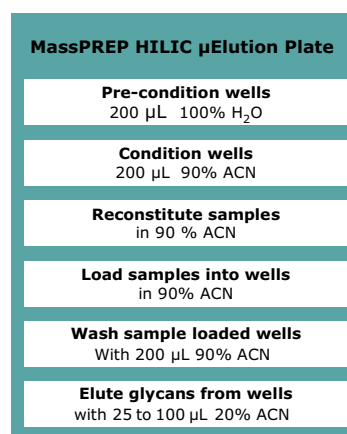 MassPREP HILIC µElution Plate
Pre-condition wells
200 µL 100% H₂O
Condition wells
200 µL 90% ACN
Reconstitute samples
in 90 % ACN
Load samples into wells
in 90% ACN
Wash sample loaded wells
With 200 µL 90% ACN
Elute glycans from wells
with 25 to 100 µL 20% ACN